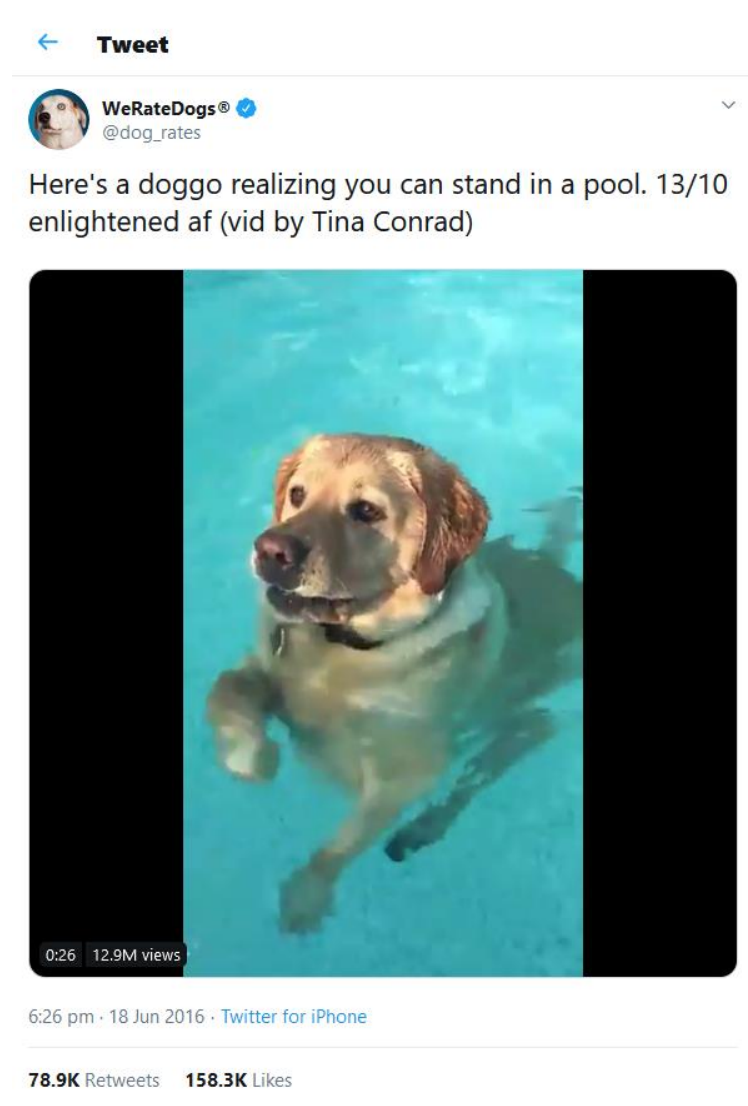 Tweet
WeRateDogs®
@dog_rates
Here's a doggo realizing you can stand in a pool. 13/10
enlightened af (vid by Tina Conrad)
0:26 12.9M views
6:26 pm · 18 Jun 2016 · Twitter for iPhone
78.9K Retweets 158.3K Likes